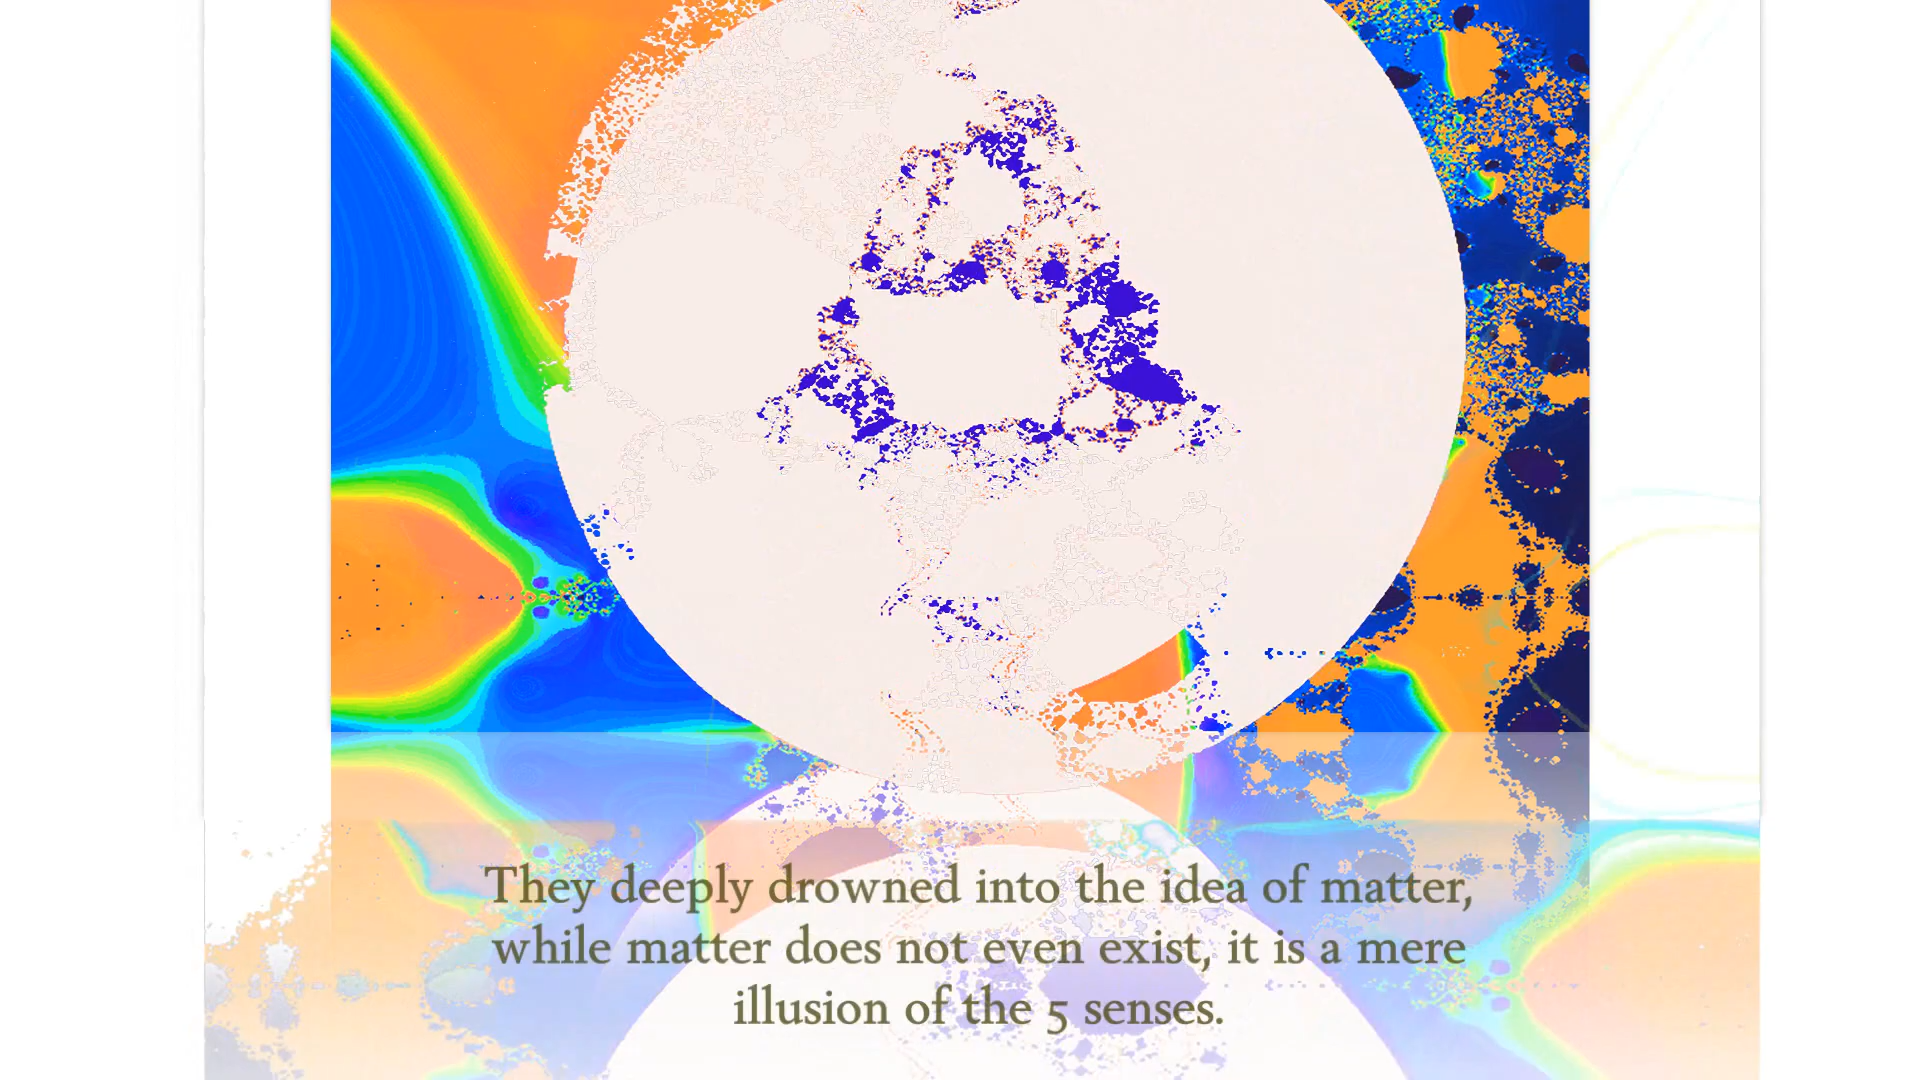 They deeply drowned into the idea of matter,
while matter does not even exist, it is a mere
illusion of the 5 senses.